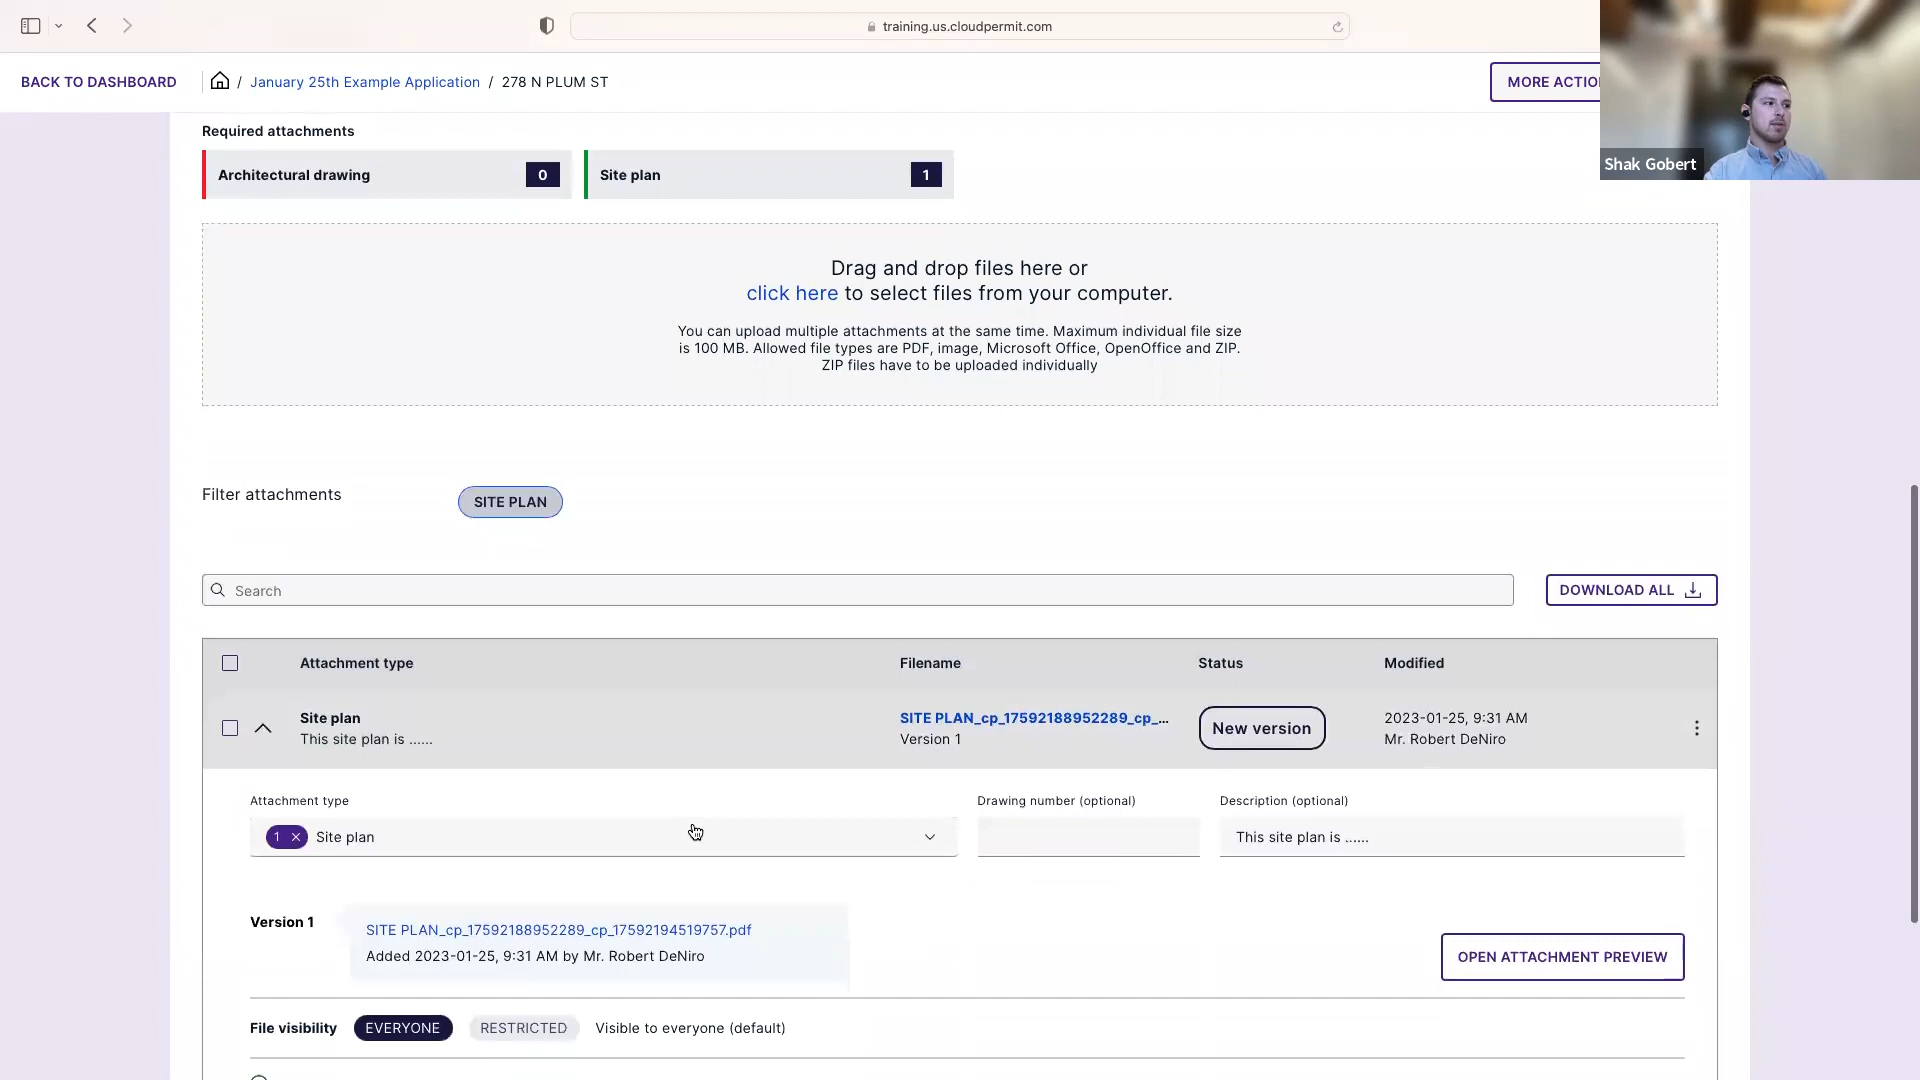 training.us.cloudpermit.com
BACK TO DASHBOARD
/ January 25th Example Application / 278 N PLUM ST
MORE ACTIO
Shak Gobert
Required attachments
Architectural drawing 0
Site plan 1
Drag and drop files here or
click here to select files from your computer.
You can upload multiple attachments at the same time. Maximum individual file size
is 100 MB. Allowed file types are PDF, image, Microsoft Office, OpenOffice and ZIP.
ZIP files have to be uploaded individually
Filter attachments
SITE PLAN
Search
DOWNLOAD ALL
Attachment type Filename Status Modified
Site plan SITE PLAN_cp_17592188952289_cp_... New version 2023-01-25, 9:31 AM
This site plan is ...... Version 1 Mr. Robert DeNiro
Attachment type Drawing number (optional) Description (optional)
1 × Site plan This site plan is ......
Version 1
SITE PLAN_cp_17592188952289_cp_17592194519757.pdf
Added 2023-01-25, 9:31 AM by Mr. Robert DeNiro
OPEN ATTACHMENT PREVIEW
File visibility EVERYONE RESTRICTED Visible to everyone (default)